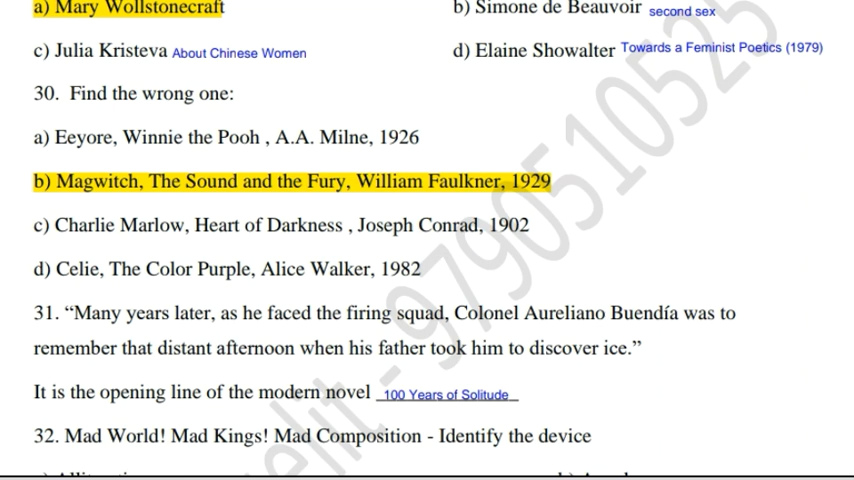 a) Mary Wollstonecraft b) Simone de Beauvoir second sex
c) Julia Kristeva About Chinese Women d) Elaine Showalter Towards a Feminist Poetics (1979)
30. Find the wrong one:
a) Eeyore, Winnie the Pooh , A.A. Milne, 1926
b) Magwitch, The Sound and the Fury, William Faulkner, 1929
c) Charlie Marlow, Heart of Darkness , Joseph Conrad, 1902
d) Celie, The Color Purple, Alice Walker, 1982
31. “Many years later, as he faced the firing squad, Colonel Aureliano Buendía was to
remember that distant afternoon when his father took him to discover ice.”
It is the opening line of the modern novel _100 Years of Solitude_
32. Mad World! Mad Kings! Mad Composition - Identify the device
- 9790510525